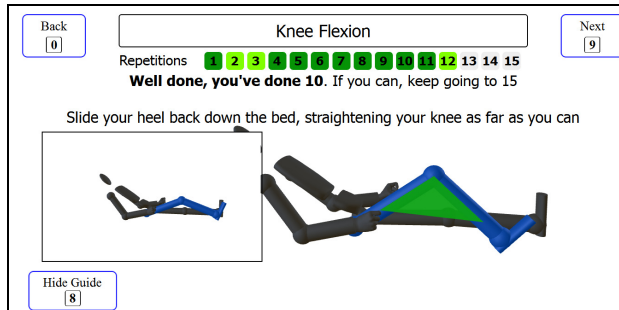 Back
0
Knee Flexion
Next
9
Repetitions 1 2 3 4 5 6 7 8 9 10 11 12 13 14 15
Well done, you've done 10. If you can, keep going to 15
Slide your heel back down the bed, straightening your knee as far as you can
Hide Guide
8